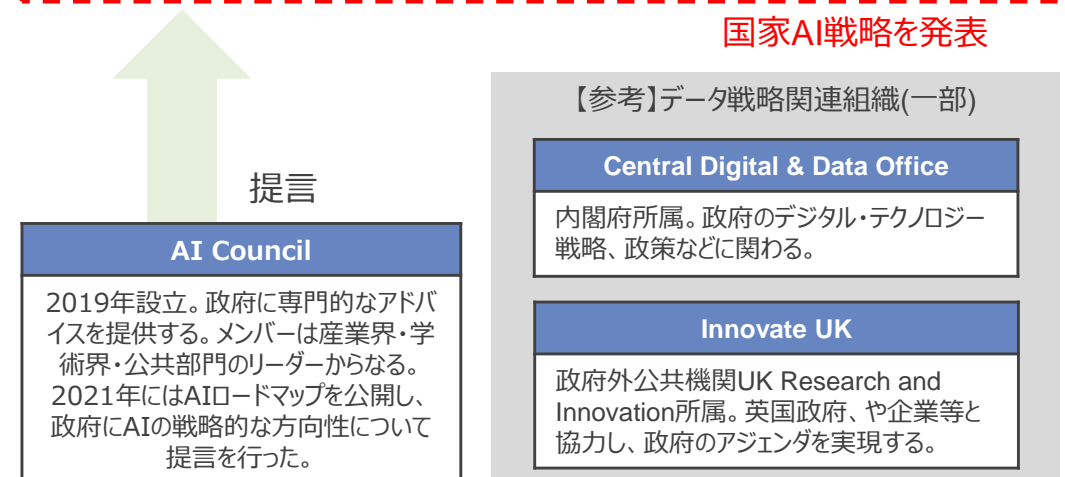 国家AI戦略を発表
提言
AI Council
2019年設立。政府に専門的なアドバ
イスを提供する。メンバーは産業界・学
術界・公共部門のリーダーからなる。
2021年にはAIロードマップを公開し、
政府にAIの戦略的な方向性について
提言を行った。
【参考】データ戦略関連組織(一部)
Central Digital & Data Office
内閣府所属。政府のデジタル・テクノロジー
戦略、政策などに関わる。
Innovate UK
政府外公共機関UK Research and
Innovation所属。英国政府、や企業等と
協力し、政府のアジェンダを実現する。